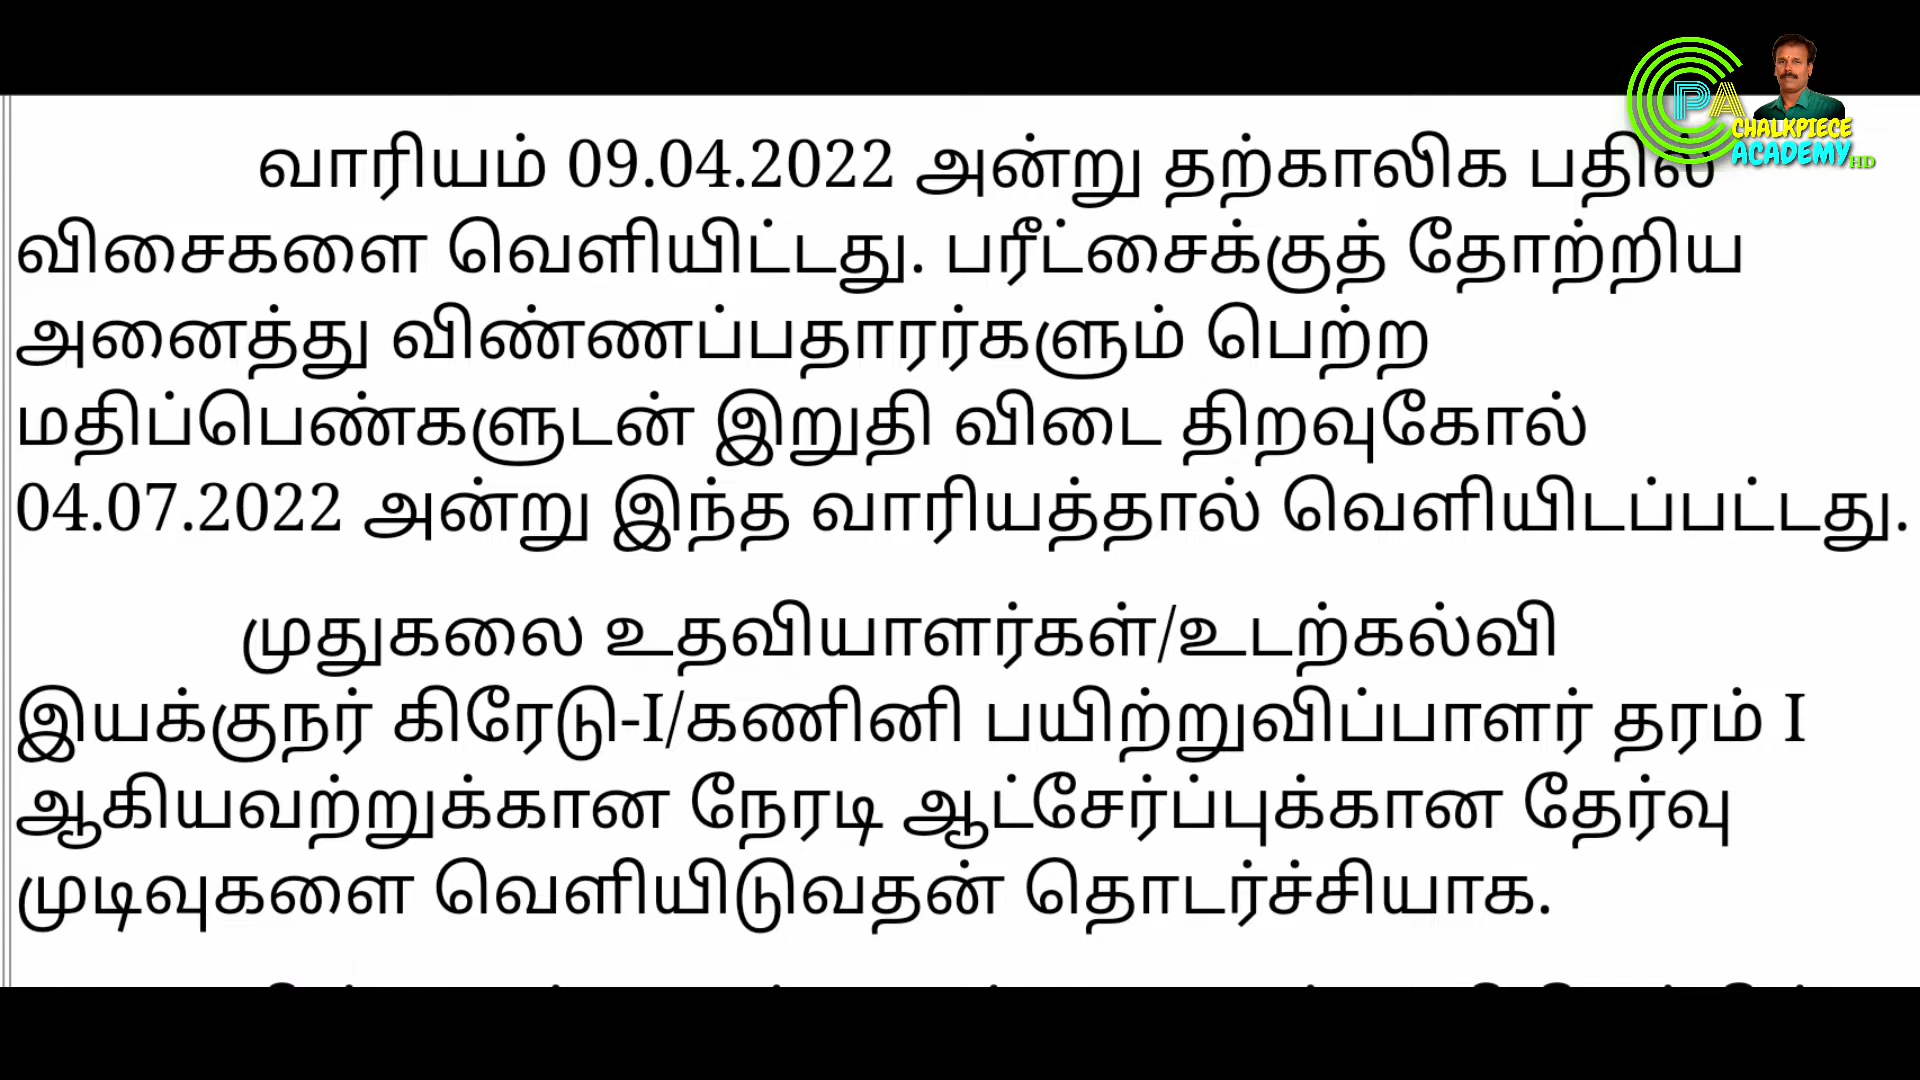 வாரியம் 09.04.2022 அன்று தற்காலிக பதில்
விசைகளை வெளியிட்டது. பரீட்சைக்குத் தோற்றிய
அனைத்து விண்ணப்பதாரர்களும் பெற்ற
மதிப்பெண்களுடன் இறுதி விடை திறவுகோல்
04.07.2022 அன்று இந்த வாரியத்தால் வெளியிடப்பட்டது.
முதுகலை உதவியாளர்கள்/உடற்கல்வி
இயக்குநர் கிரேடு-I/கணினி பயிற்றுவிப்பாளர் தரம் I
ஆகியவற்றுக்கான நேரடி ஆட்சேர்ப்புக்கான தேர்வு
முடிவுகளை வெளியிடுவதன் தொடர்ச்சியாக.
CPA
CHALKPIECE
ACADEMY HD